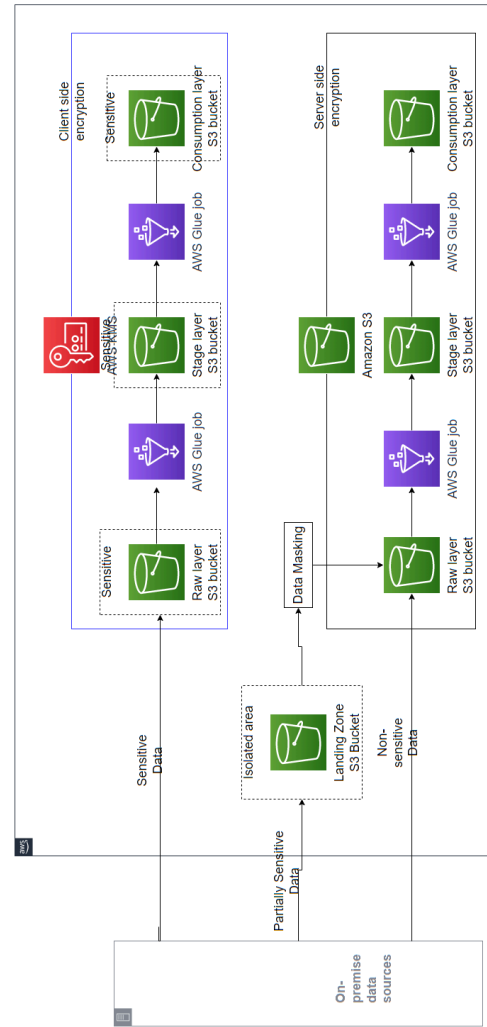 Client side
encryption
Sensitive
Consumption layer
S3 bucket
AWS Glue job
Sensitive
AWS KMS
Stage layer
S3 bucket
AWS Glue job
Sensitive
Raw layer
S3 bucket
Sensitive
Data
Server side
encryption
Consumption layer
S3 bucket
AWS Glue job
Amazon S3
Stage layer
S3 bucket
AWS Glue job
Raw layer
S3 bucket
Data Masking
Isolated area
Landing Zone
S3 Bucket
Non-
sensitive
Data
Partially Sensitive
Data
aws
On-
premise
data
sources